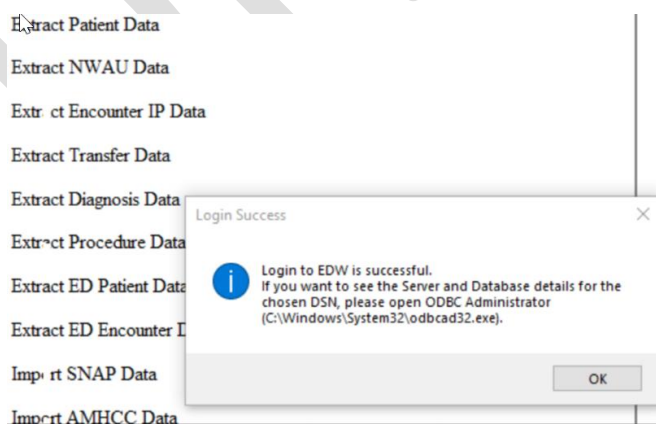 Extract Patient Data
Extract NWAU Data
Extr ct Encounter IP Data
Extract Transfer Data
Extract Diagnosis Data
Extract Procedure Data
Extract ED Patient Data
Extract ED Encounter D
Import SNAP Data
Import AMHCC Data
Login Success
Login to EDW is successful.
If you want to see the Server and Database details for the
chosen DSN, please open ODBC Administrator
(C:\Windows\System32\odbcad32.exe).
OK